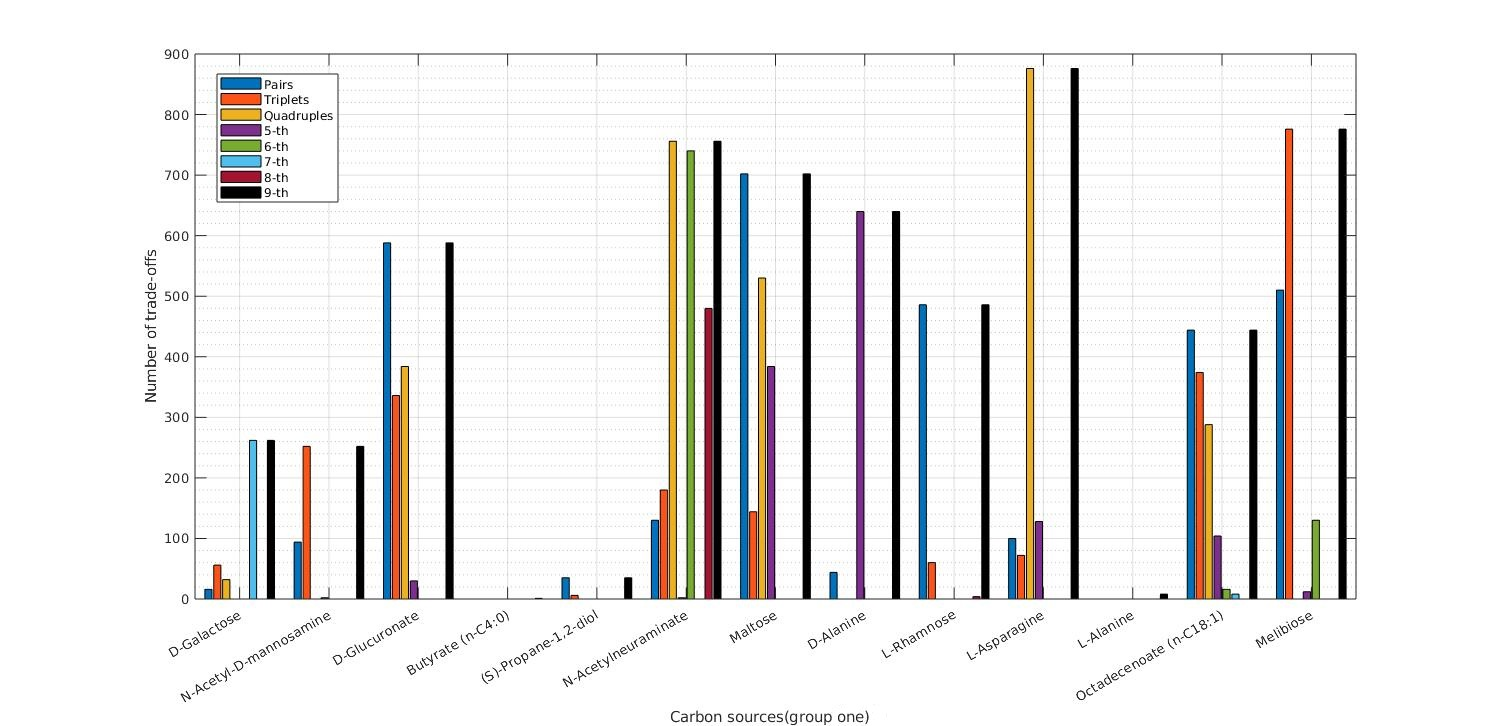 900
800
700
600
500
400
300
200
100
0
Number of trade-offs
Pairs
Triplets
Quadruples
5-th
6-th
7-th
8-th
9-th
D-Galactose
N-Acetyl-D-mannosamine
D-Glucuronate
Butyrate (n-C4:0)
(S)-Propane-1,2-diol
N-Acetylneuraminate
Maltose
D-Alanine
L-Rhamnose
L-Asparagine
L-Alanine
Octadecenoate (n-C18:1)
Melibiose
Carbon sources(group one)